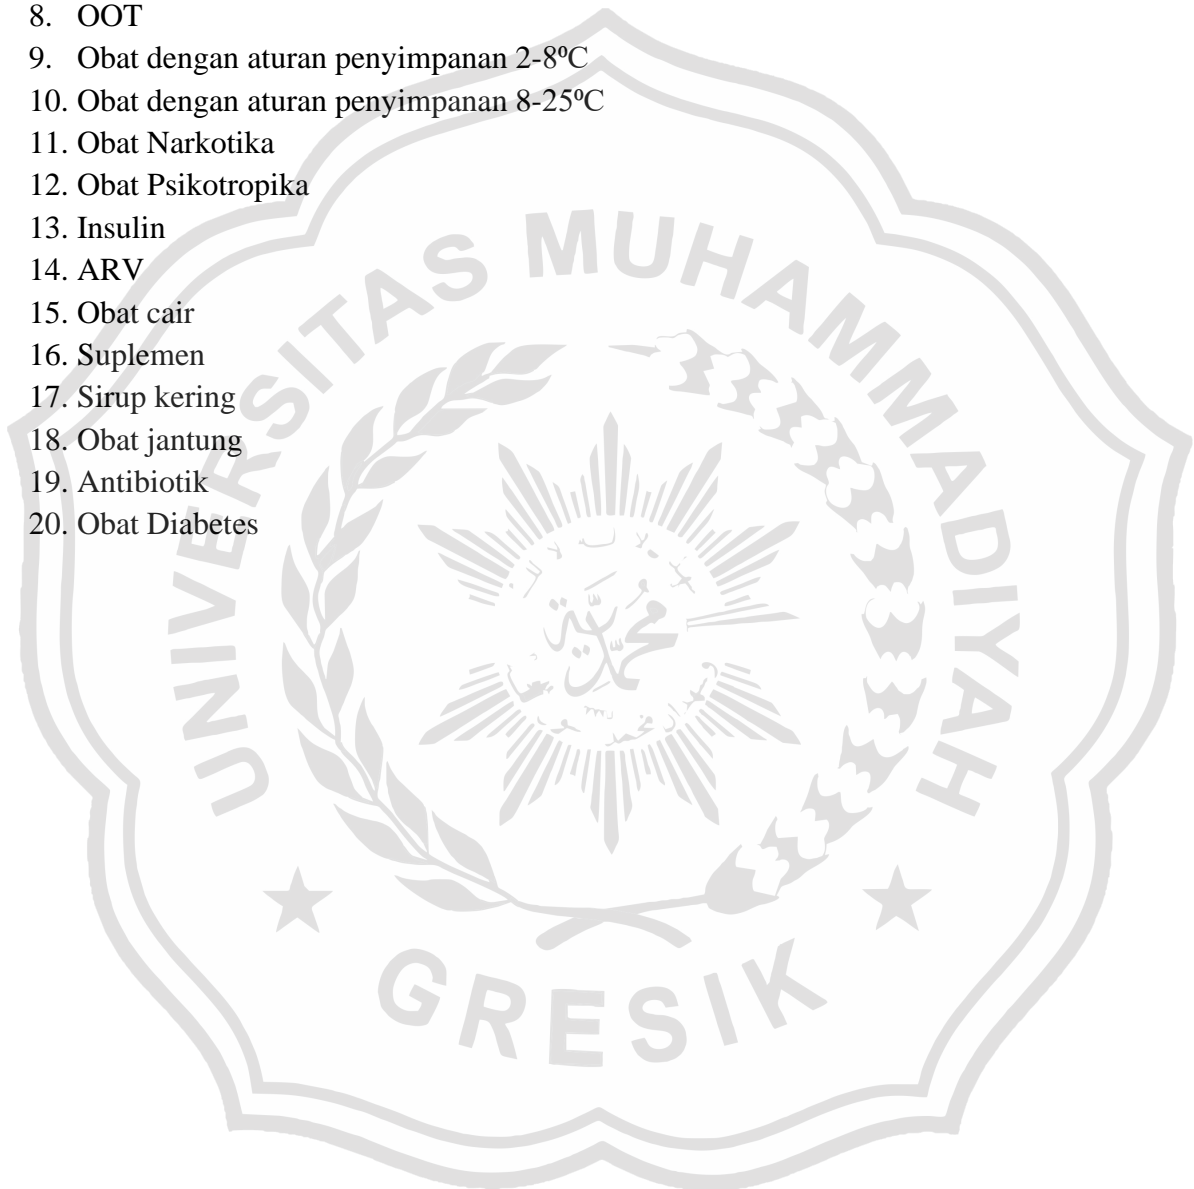 8. OOT
9. Obat dengan aturan penyimpanan 2-8ºC
10. Obat dengan aturan penyimpanan 8-25ºC
11. Obat Narkotika
12. Obat Psikotropika
13. Insulin
14. ARV
15. Obat cair
16. Suplemen
17. Sirup kering
18. Obat jantung
19. Antibiotik
20. Obat Diabetes
UNIVERSITAS MUHAMMADIYAH
GRESIK